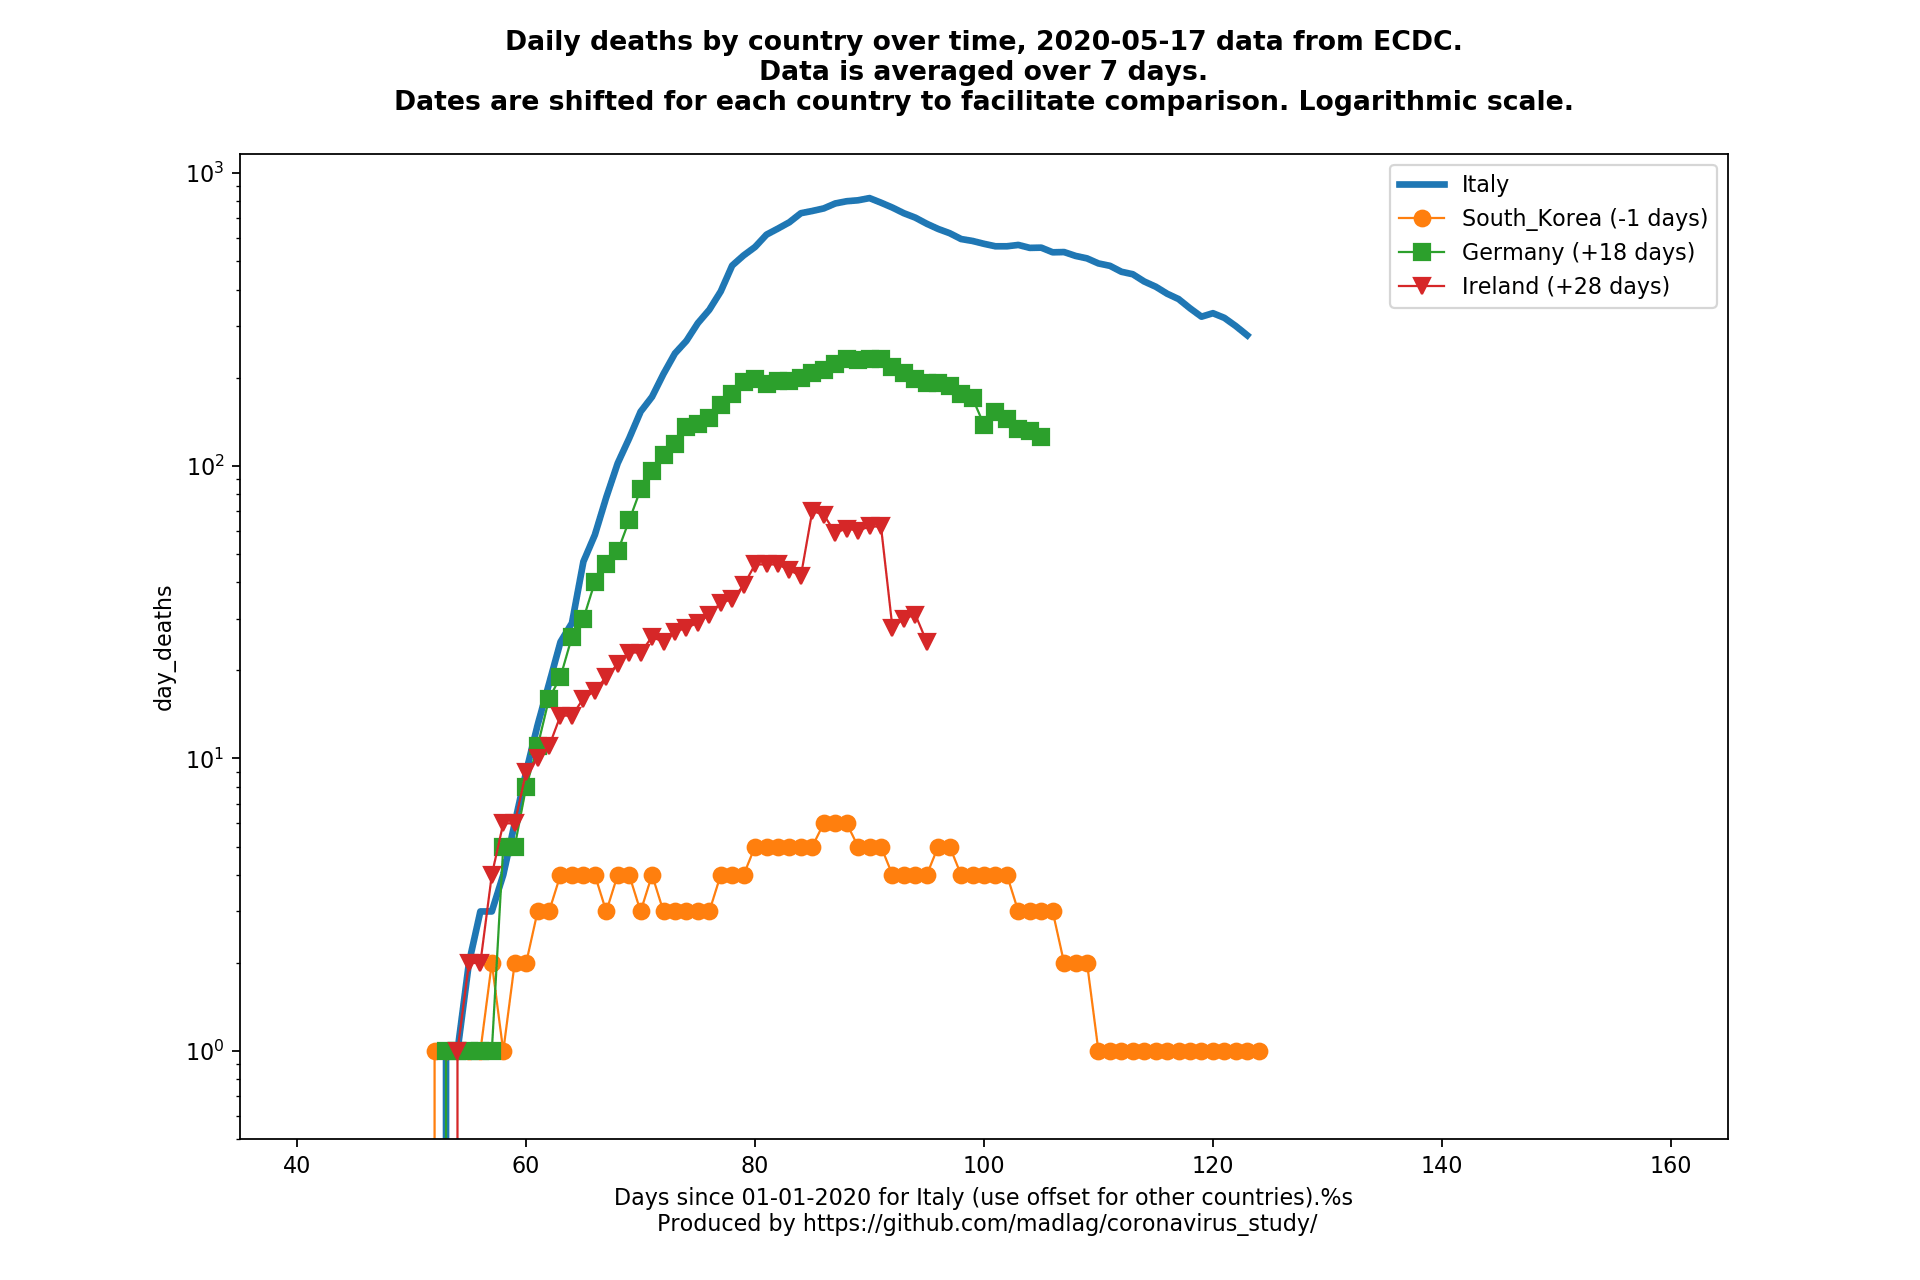 Daily deaths by country over time, 2020-05-17 data from ECDC.
Data is averaged over 7 days.
Dates are shifted for each country to facilitate comparison. Logarithmic scale.
10³
10²
10¹
10⁰
day_deaths
Italy
South_Korea (-1 days)
Germany (+18 days)
Ireland (+28 days)
40 60 80 100 120 140 160
Days since 01-01-2020 for Italy (use offset for other countries).%s
Produced by https://github.com/madlag/coronavirus_study/